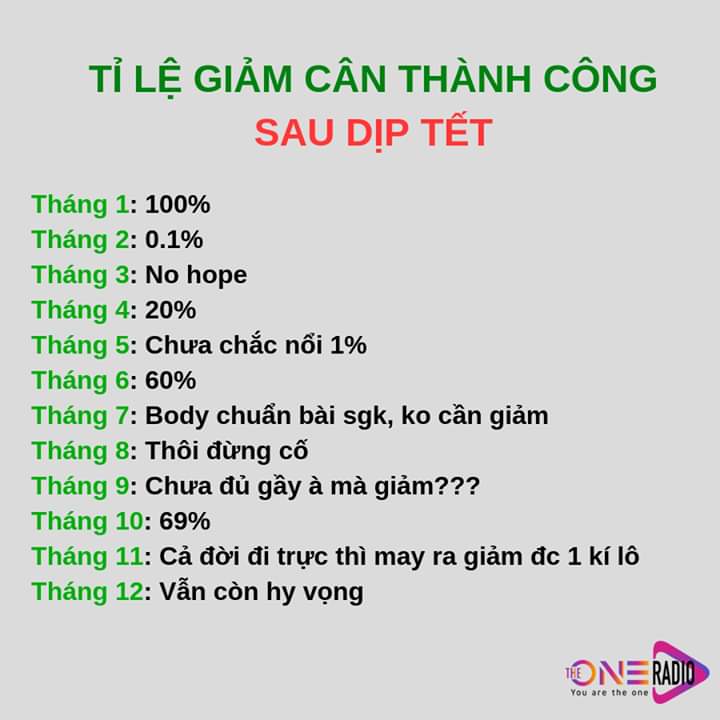 TỈ LỆ GIẢM CÂN THÀNH CÔNG
SAU DỊP TẾT
Tháng 1: 100%
Tháng 2: 0.1%
Tháng 3: No hope
Tháng 4: 20%
Tháng 5: Chưa chắc nổi 1%
Tháng 6: 60%
Tháng 7: Body chuẩn bài sgk, ko cần giảm
Tháng 8: Thôi đừng cố
Tháng 9: Chưa đủ gầy à mà giảm???
Tháng 10: 69%
Tháng 11: Cả đời đi trực thì may ra giảm đc 1 kí lô
Tháng 12: Vẫn còn hy vọng
THE ONE RADIO
You are the one